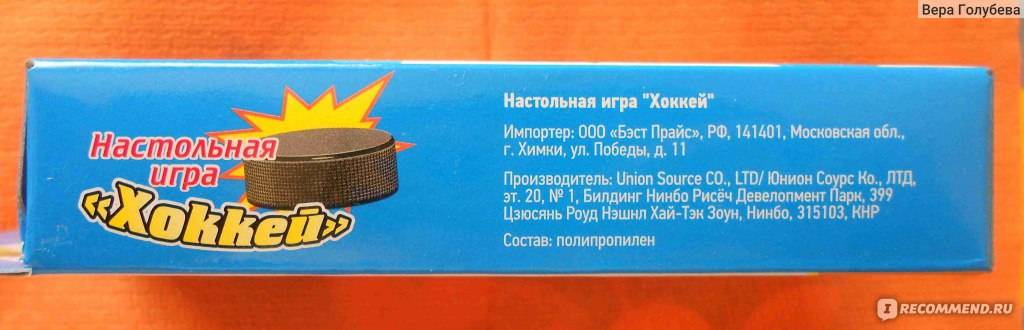 Вера Голубева
Настольная
игра
«Хоккей»
Настольная игра "Хоккей"
Импортер: ООО «Бэст Прайс», РФ, 141401, Московская обл.,
г. Химки, ул. Победы, д. 11
Производитель: Union Source CO., LTD/ Юнион Соурс Ко., ЛТД,
эт. 20, № 1, Билдинг Нинбо Рисёч Девелопмент Парк, 399
Цзюсянь Роуд Нэшнл Хай-Тэк Зоун, Нинбо, 315103, КНР
Состав: полипропилен
I RECOMMEND.RU